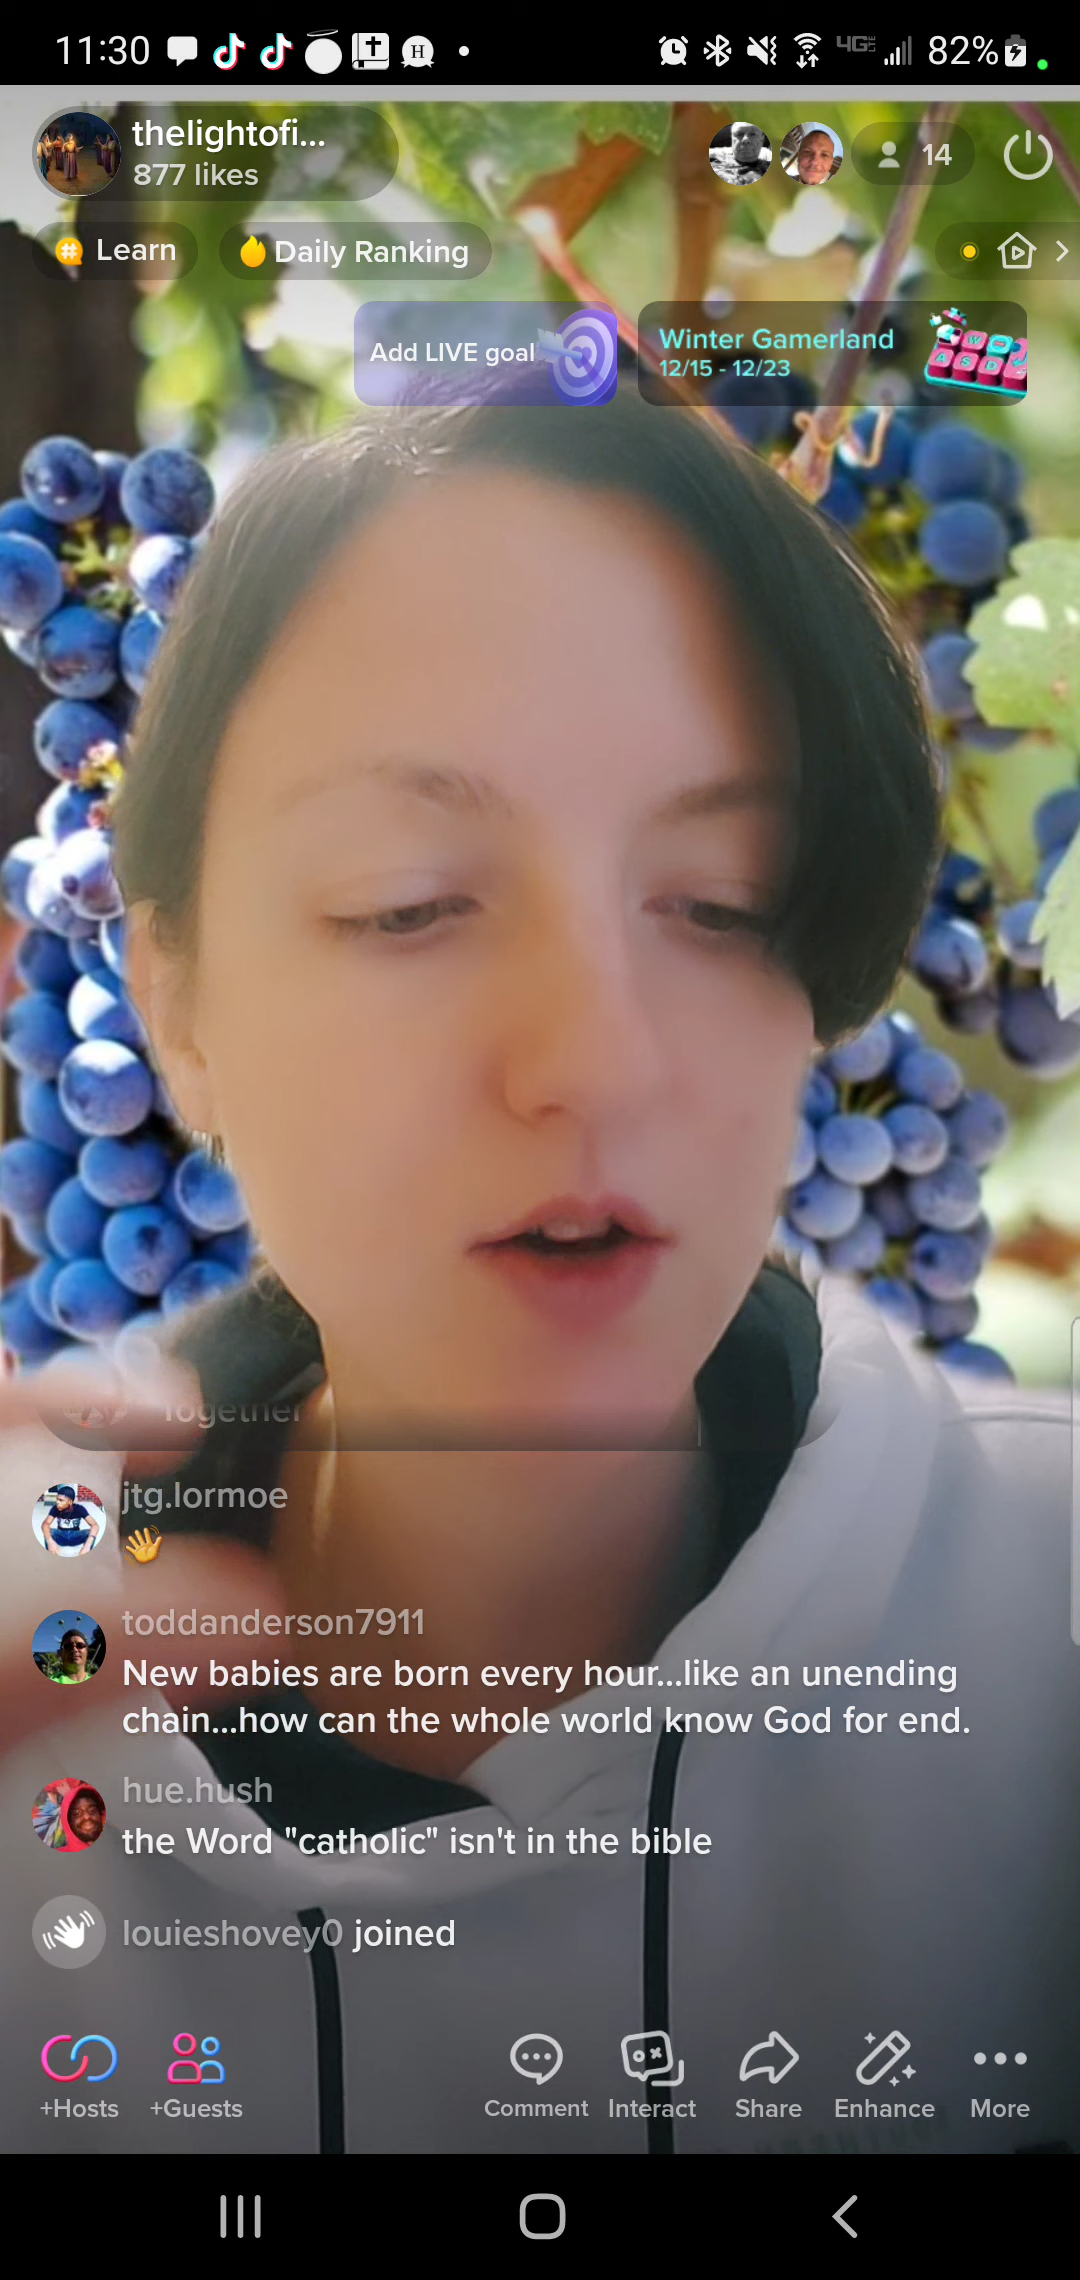 11:30
H
4G LTE
82%
thelightofi...
877 likes
14
Learn
Daily Ranking
Add LIVE goal
Winter Gamerland
12/15 - 12/23
W
A S D
Together
jtg.lormoe
👋
toddanderson7911
New babies are born every hour...like an unending
chain...how can the whole world know God for end.
hue.hush
the Word "catholic" isn't in the bible
louieshovey0 joined
+Hosts
+Guests
Comment
Interact
Share
Enhance
More